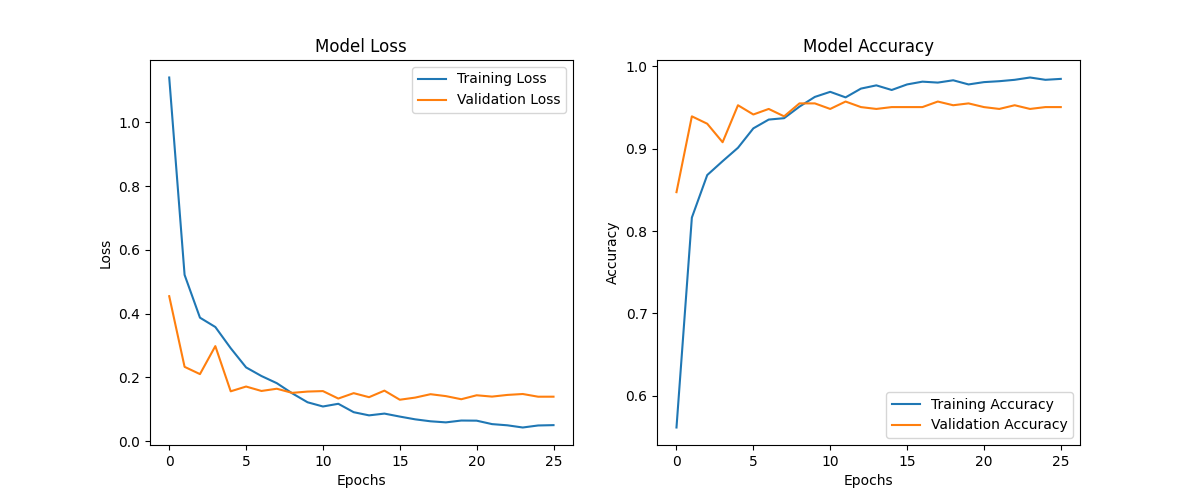 Model Loss
Training Loss
Validation Loss
Loss
1.0
0.8
0.6
0.4
0.2
0.0
0
5
10
15
20
25
Epochs
Model Accuracy
Accuracy
1.0
0.9
0.8
0.7
0.6
Training Accuracy
Validation Accuracy
0
5
10
15
20
25
Epochs